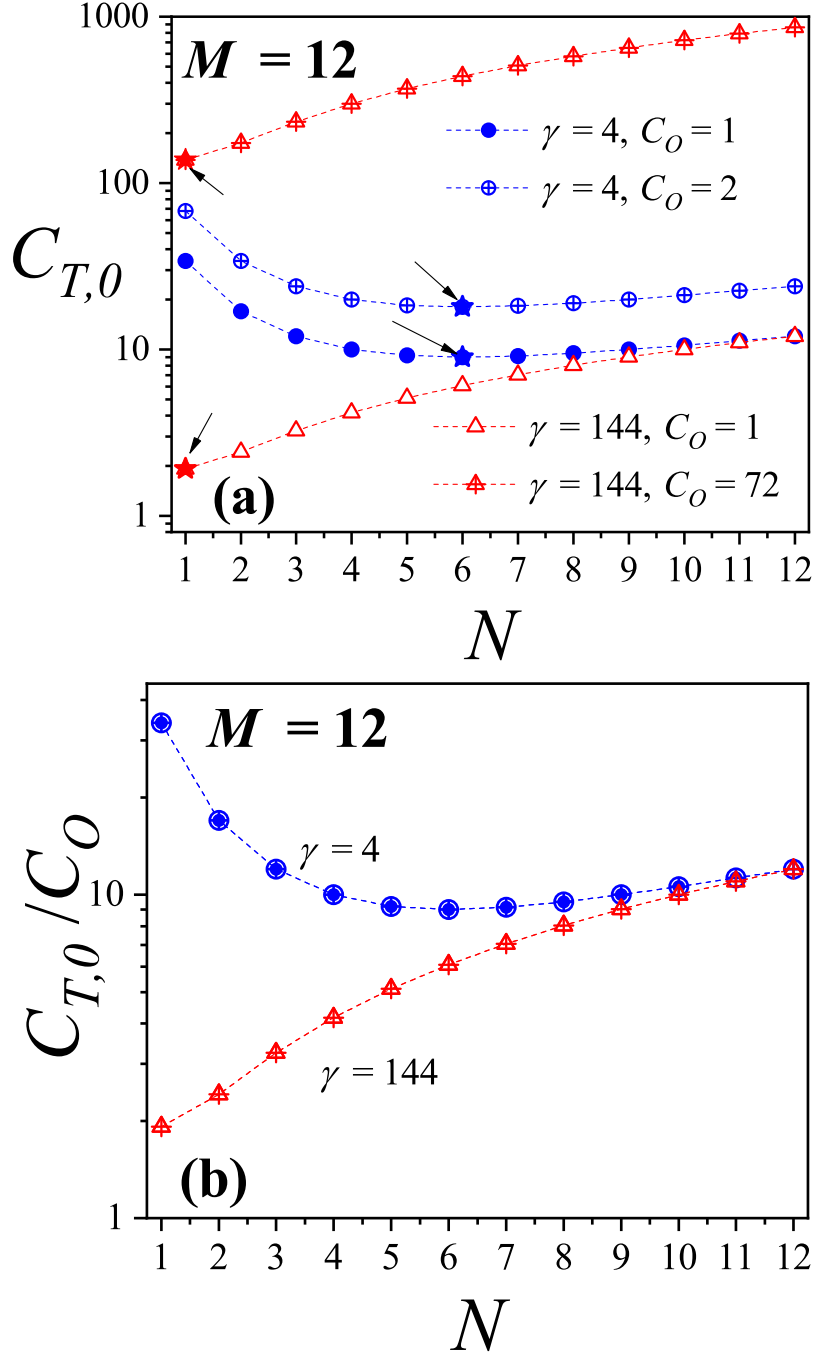 M = 12
1000
100
10
1
C_{T,0}
γ = 4, C_O = 1
γ = 4, C_O = 2
γ = 144, C_O = 1
γ = 144, C_O = 72
(a)
1 2 3 4 5 6 7 8 9 10 11 12
N
M = 12
10
1
C_{T,0} /C_O
γ = 4
γ = 144
(b)
1 2 3 4 5 6 7 8 9 10 11 12
N